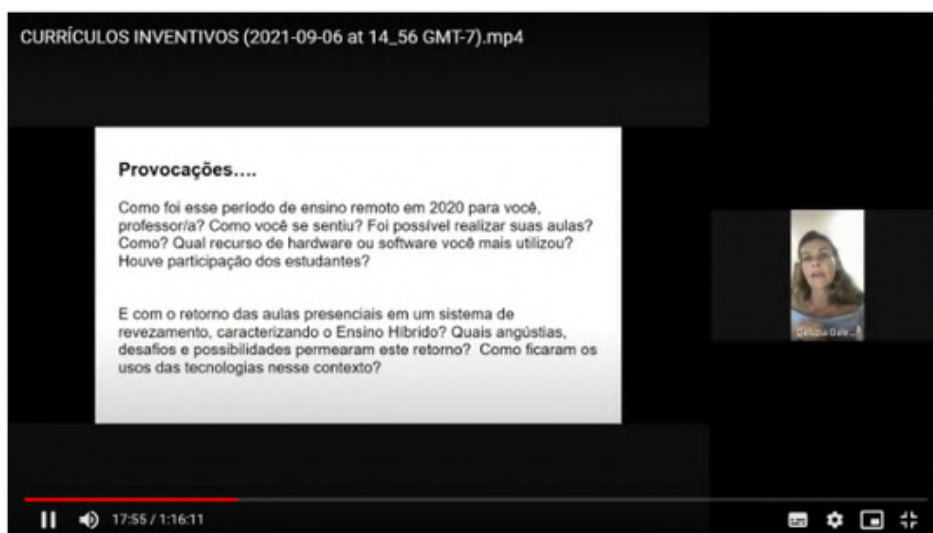 CURRÍCULOS INVENTIVOS (2021-09-06 at 14_56 GMT-7).mp4
Provocações....
Como foi esse período de ensino remoto em 2020 para você,
professor/a? Como você se sentiu? Foi possível realizar suas aulas?
Como? Qual recurso de hardware ou software você mais utilizou?
Houve participação dos estudantes?
E com o retorno das aulas presenciais em um sistema de
revezamento, caracterizando o Ensino Híbrido? Quais angústias,
desafios e possibilidades permearam este retorno? Como ficaram os
usos das tecnologias nesse contexto?
17:55 / 1:16:11